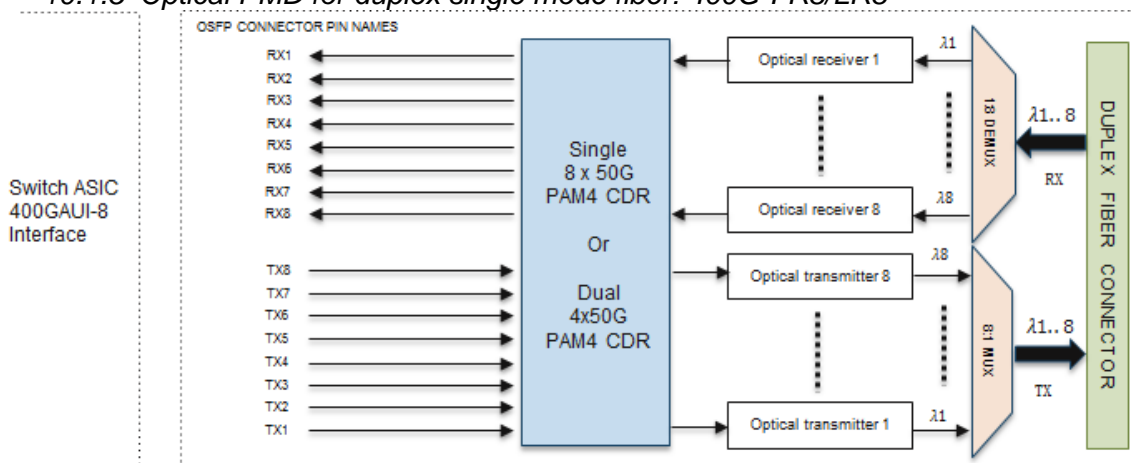 OSFP CONNECTOR PIN NAMES
RX1
RX2
RX3
RX4
RX5
RX6
RX7
RX8
TX8
TX7
TX6
TX5
TX4
TX3
TX2
TX1
Switch ASIC
400GAUI-8
Interface
Single
8 x 50G
PAM4 CDR
Or
Dual
4x50G
PAM4 CDR
Optical receiver 1
Optical receiver 8
Optical transmitter 8
Optical transmitter 1
λ1
λ8
λ8
λ1
1:8 DEMUX
8:1 MUX
λ1..8
RX
λ1..8
TX
DUPLEX FIBER CONNECTOR